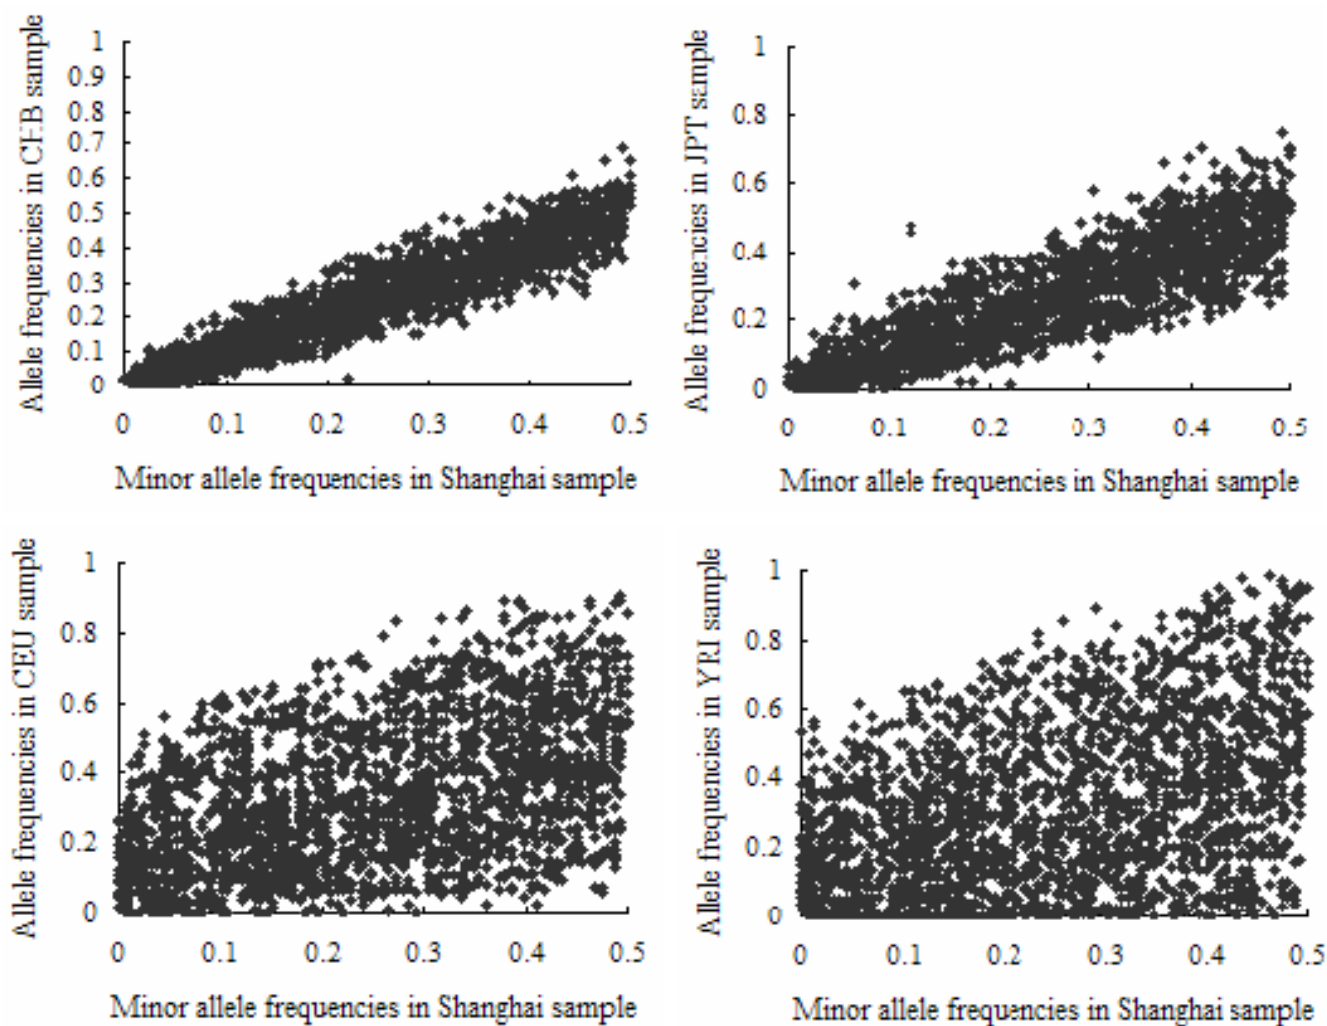 Allele frequencies in CHB sample
1
0.9
0.8
0.7
0.6
0.5
0.4
0.3
0.2
0.1
0
0 0.1 0.2 0.3 0.4 0.5
Minor allele frequencies in Shanghai sample
Allele frequencies in JPT sample
1
0.8
0.6
0.4
0.2
0
0 0.1 0.2 0.3 0.4 0.5
Minor allele frequencies in Shanghai sample
Allele frequencies in CEU sample
1
0.8
0.6
0.4
0.2
0
0 0.1 0.2 0.3 0.4 0.5
Minor allele frequencies in Shanghai sample
Allele frequencies in YRI sample
1
0.8
0.6
0.4
0.2
0
0 0.1 0.2 0.3 0.4 0.5
Minor allele frequencies in Shanghai sample